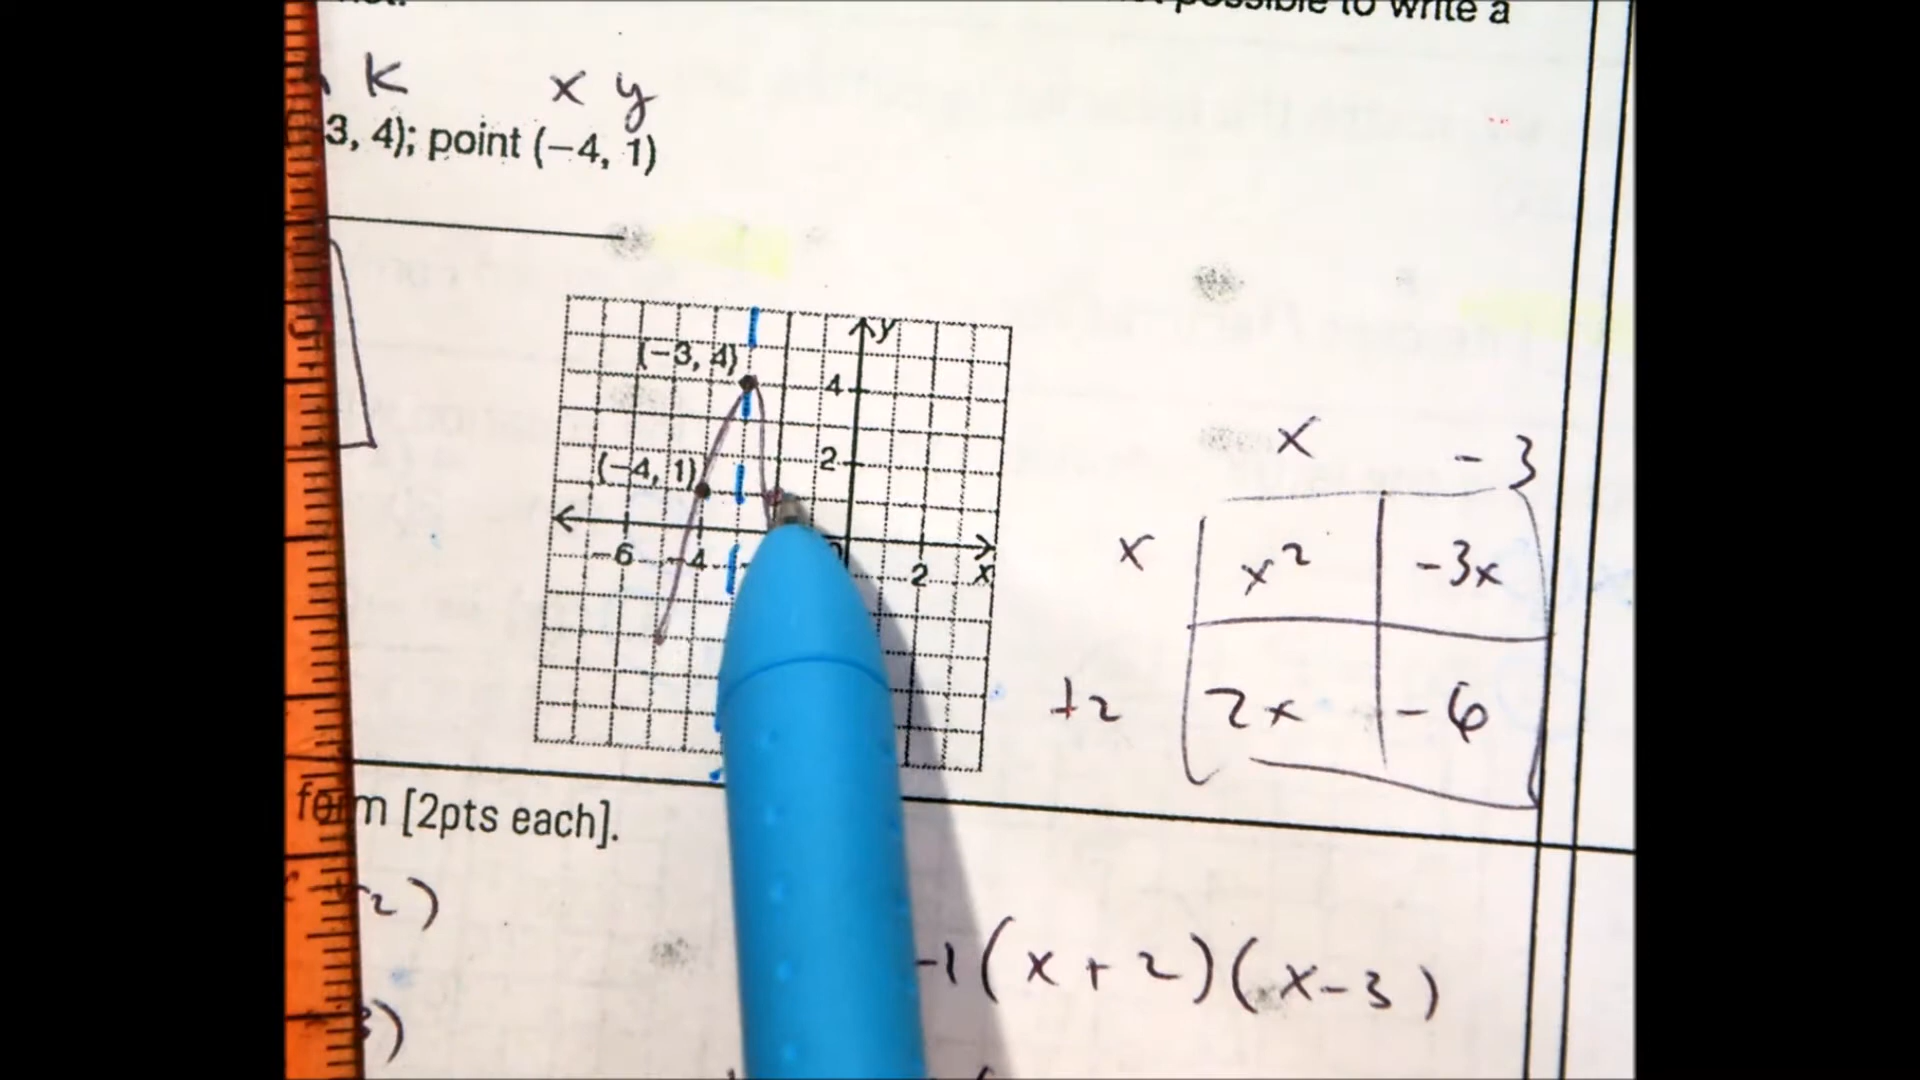 possible to write a
K x y
3, 4); point (−4, 1)
y
(−3, 4)
4
2
(−4, 1)
−6 −4 2 x
x - 3
x x² -3x
+2 2x -6
form [2pts each].
2)
-1(x+2)(x-3)
3)